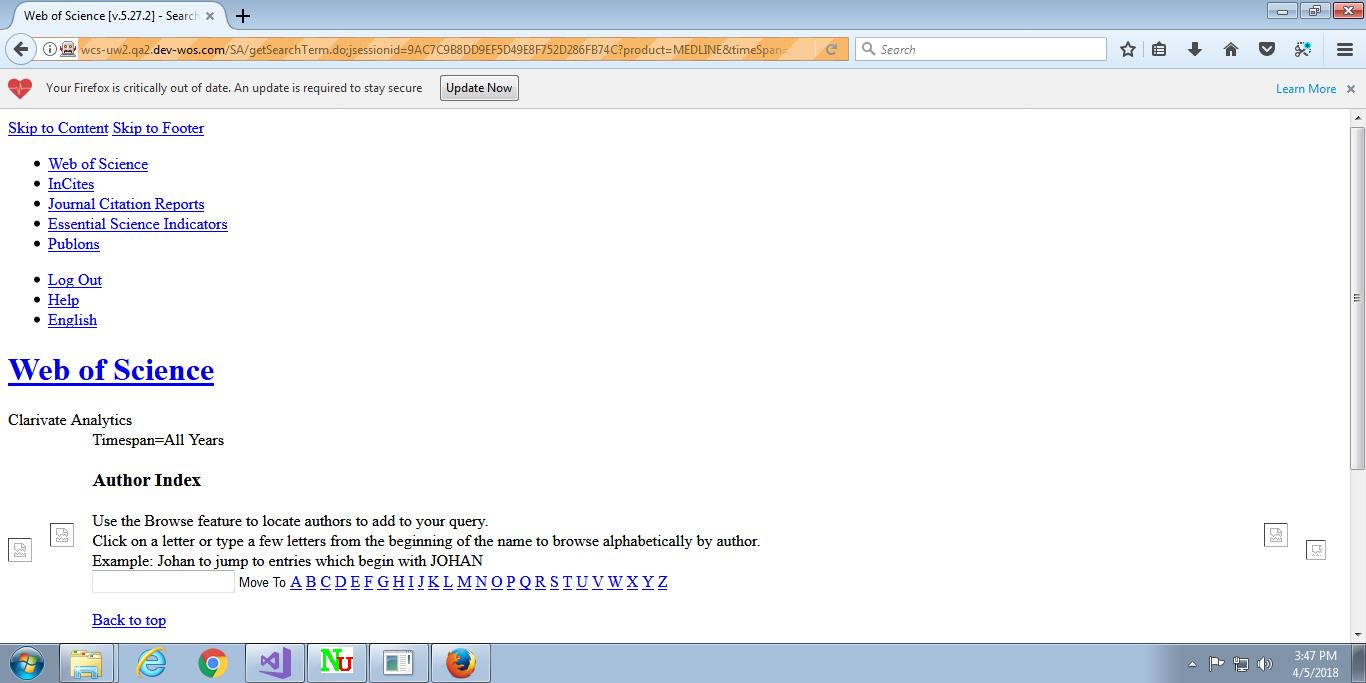 Web of Science [v.5.27.2] - Search
wcs-uw2.qa2.dev-wos.com/SA/getSearchTerm.do;jsessionid=9AC7C9B8DD9EF5D49E8F752D286FB74C?product=MEDLINE&timeSpan=
Search
Your Firefox is critically out of date. An update is required to stay secure
Update Now
Learn More
Skip to Content Skip to Footer
Web of Science
InCites
Journal Citation Reports
Essential Science Indicators
Publons
Log Out
Help
English
Web of Science
Clarivate Analytics
Timespan=All Years
Author Index
Use the Browse feature to locate authors to add to your query.
Click on a letter or type a few letters from the beginning of the name to browse alphabetically by author.
Example: Johan to jump to entries which begin with JOHAN
Move To A B C D E F G H I J K L M N O P Q R S T U V W X Y Z
Back to top
NU
3:47 PM
4/5/2018